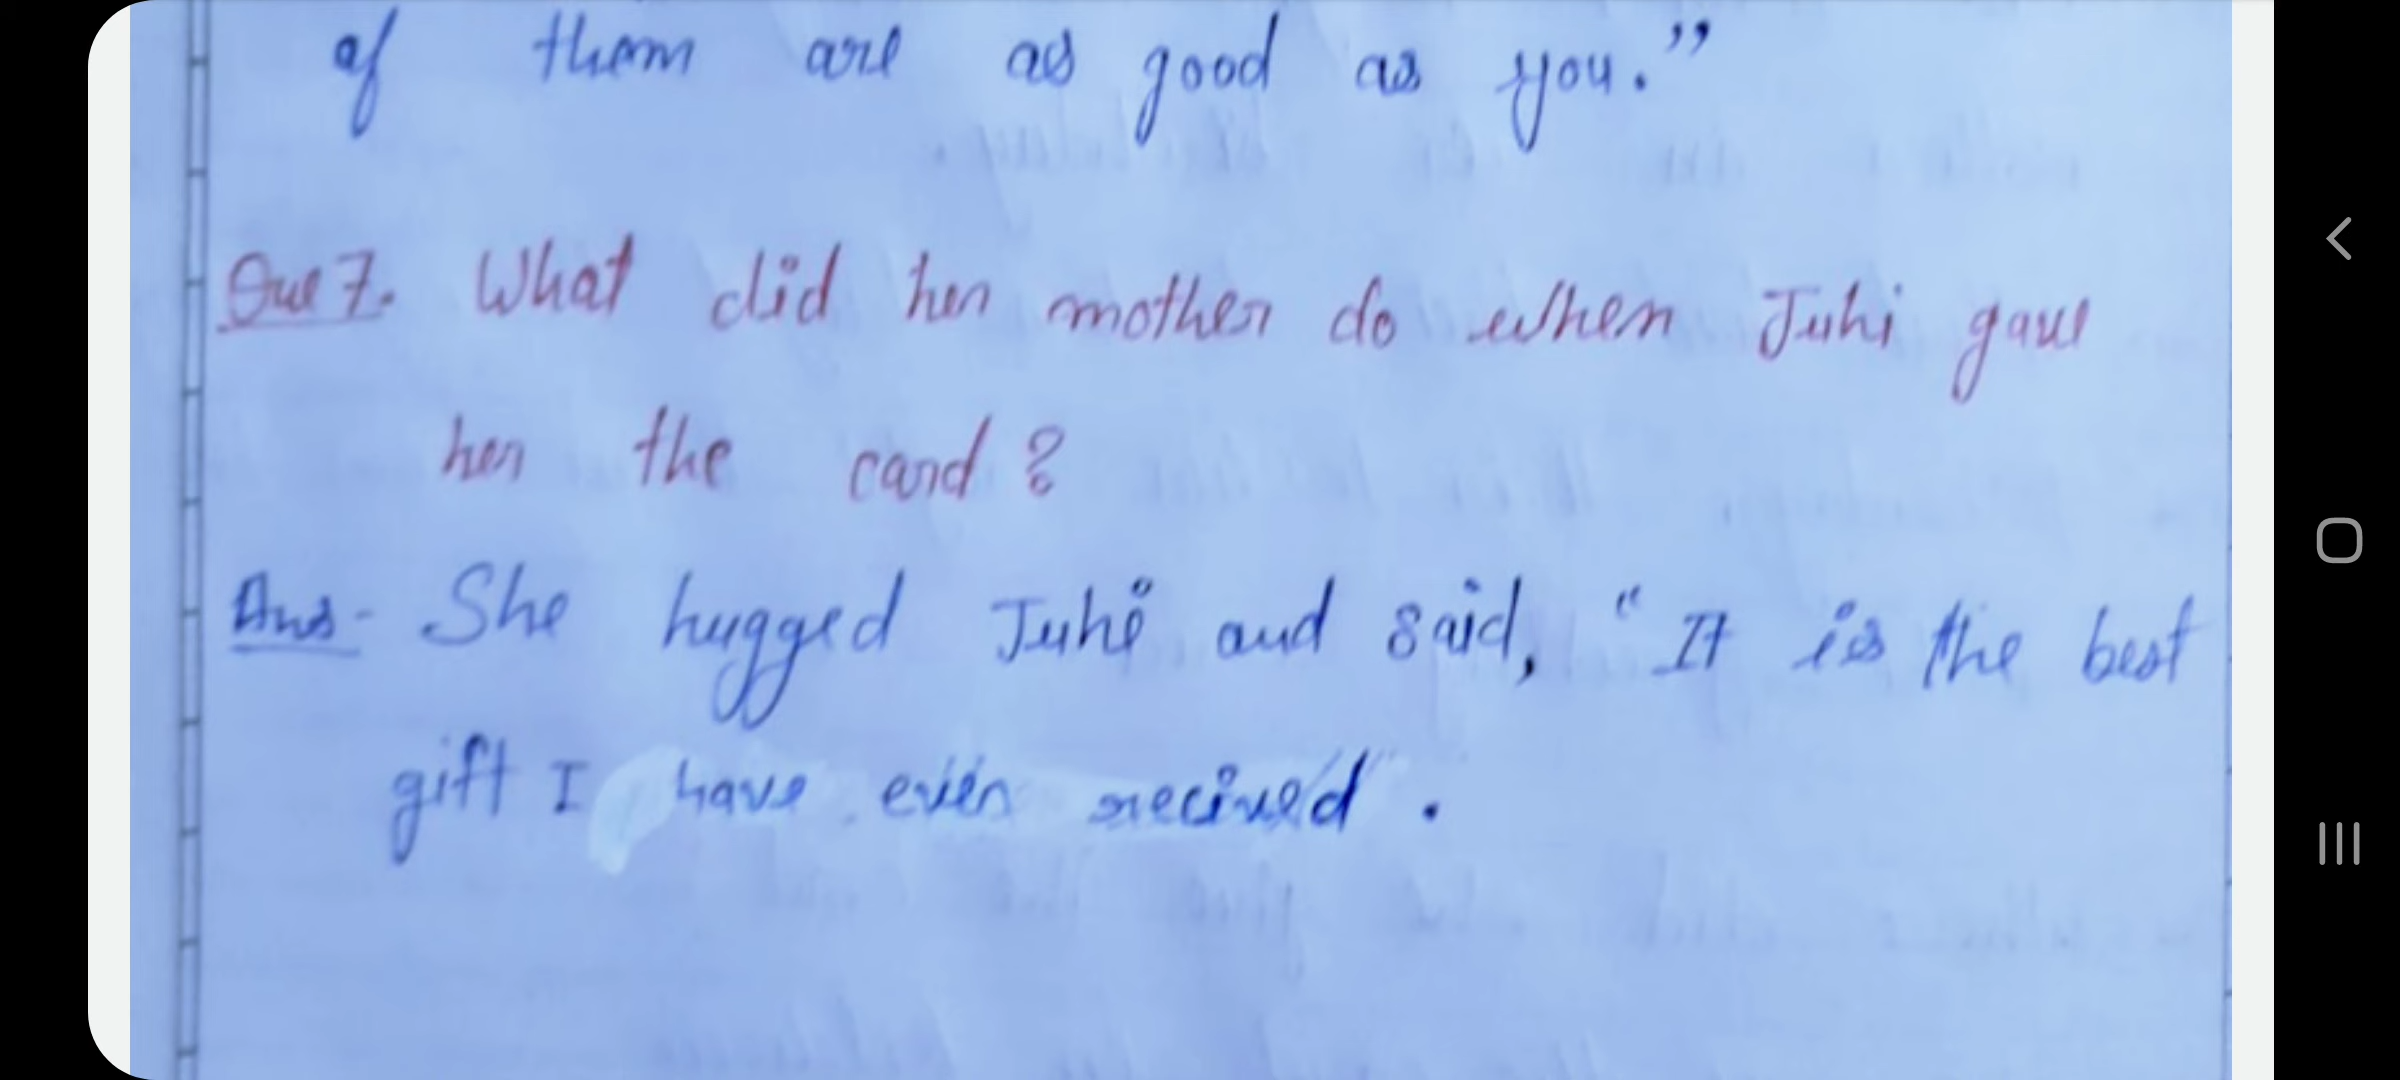 of them are as good as you.”
Que 7. What did her mother do when Juhi gave
her the card?
Ans- She hugged Juhi and said, “It is the best
gift I have ever recived”.